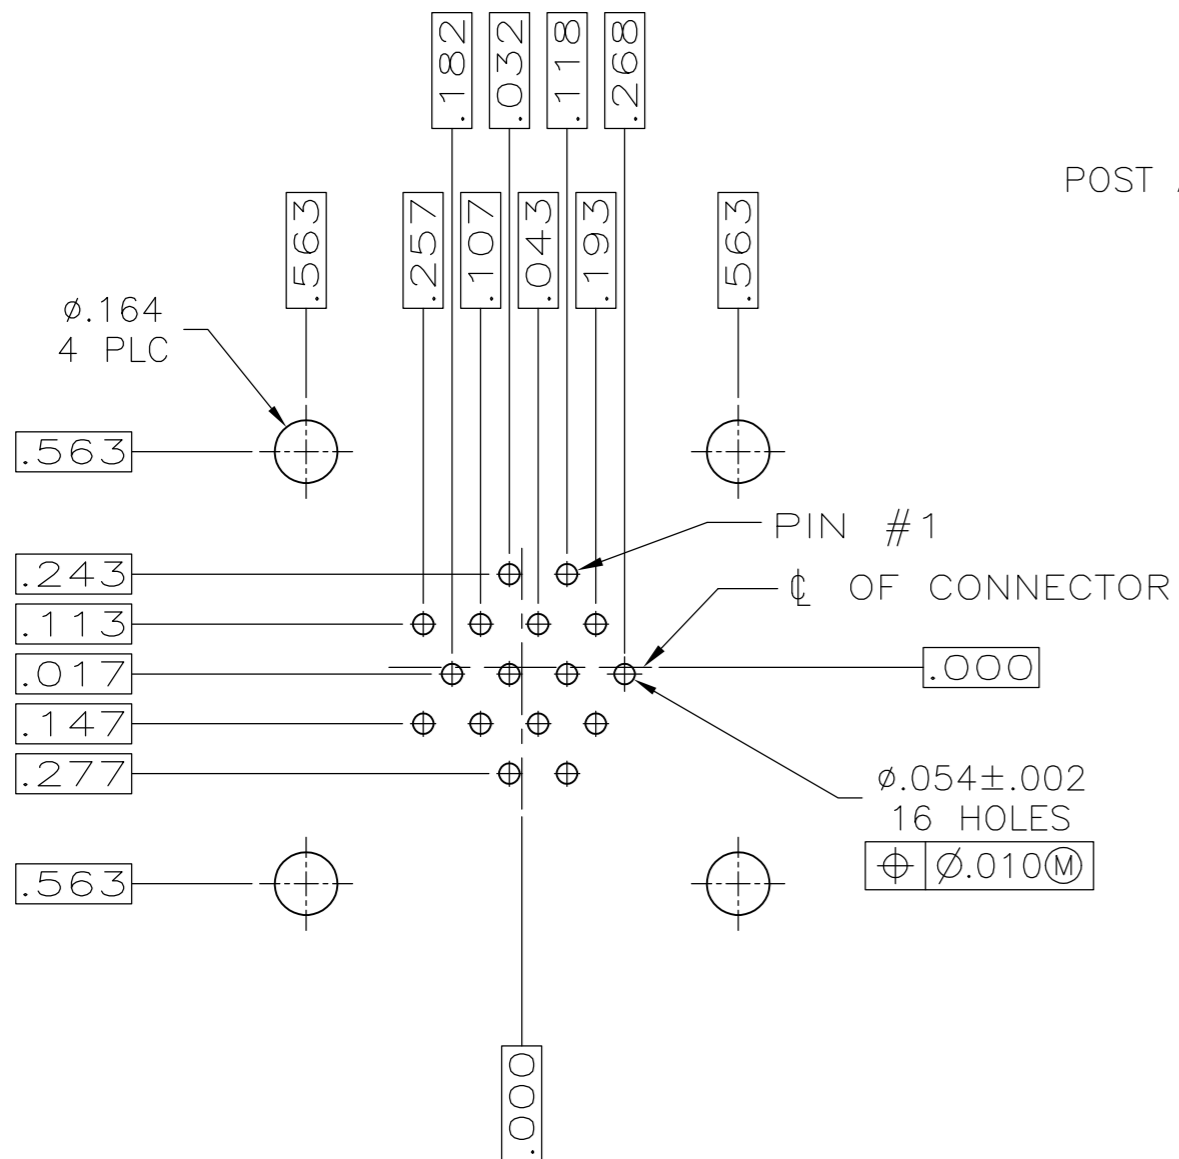 .182
.032
.118
.268
POST
.563
.257
.107
.043
.193
.563
ø.164
4 PLC
.563
PIN #1
.243
℄ OF CONNECTOR
.113
.017
.000
.147
.277
ø.054±.002
16 HOLES
⌖ Ø.010Ⓜ
.563
.000